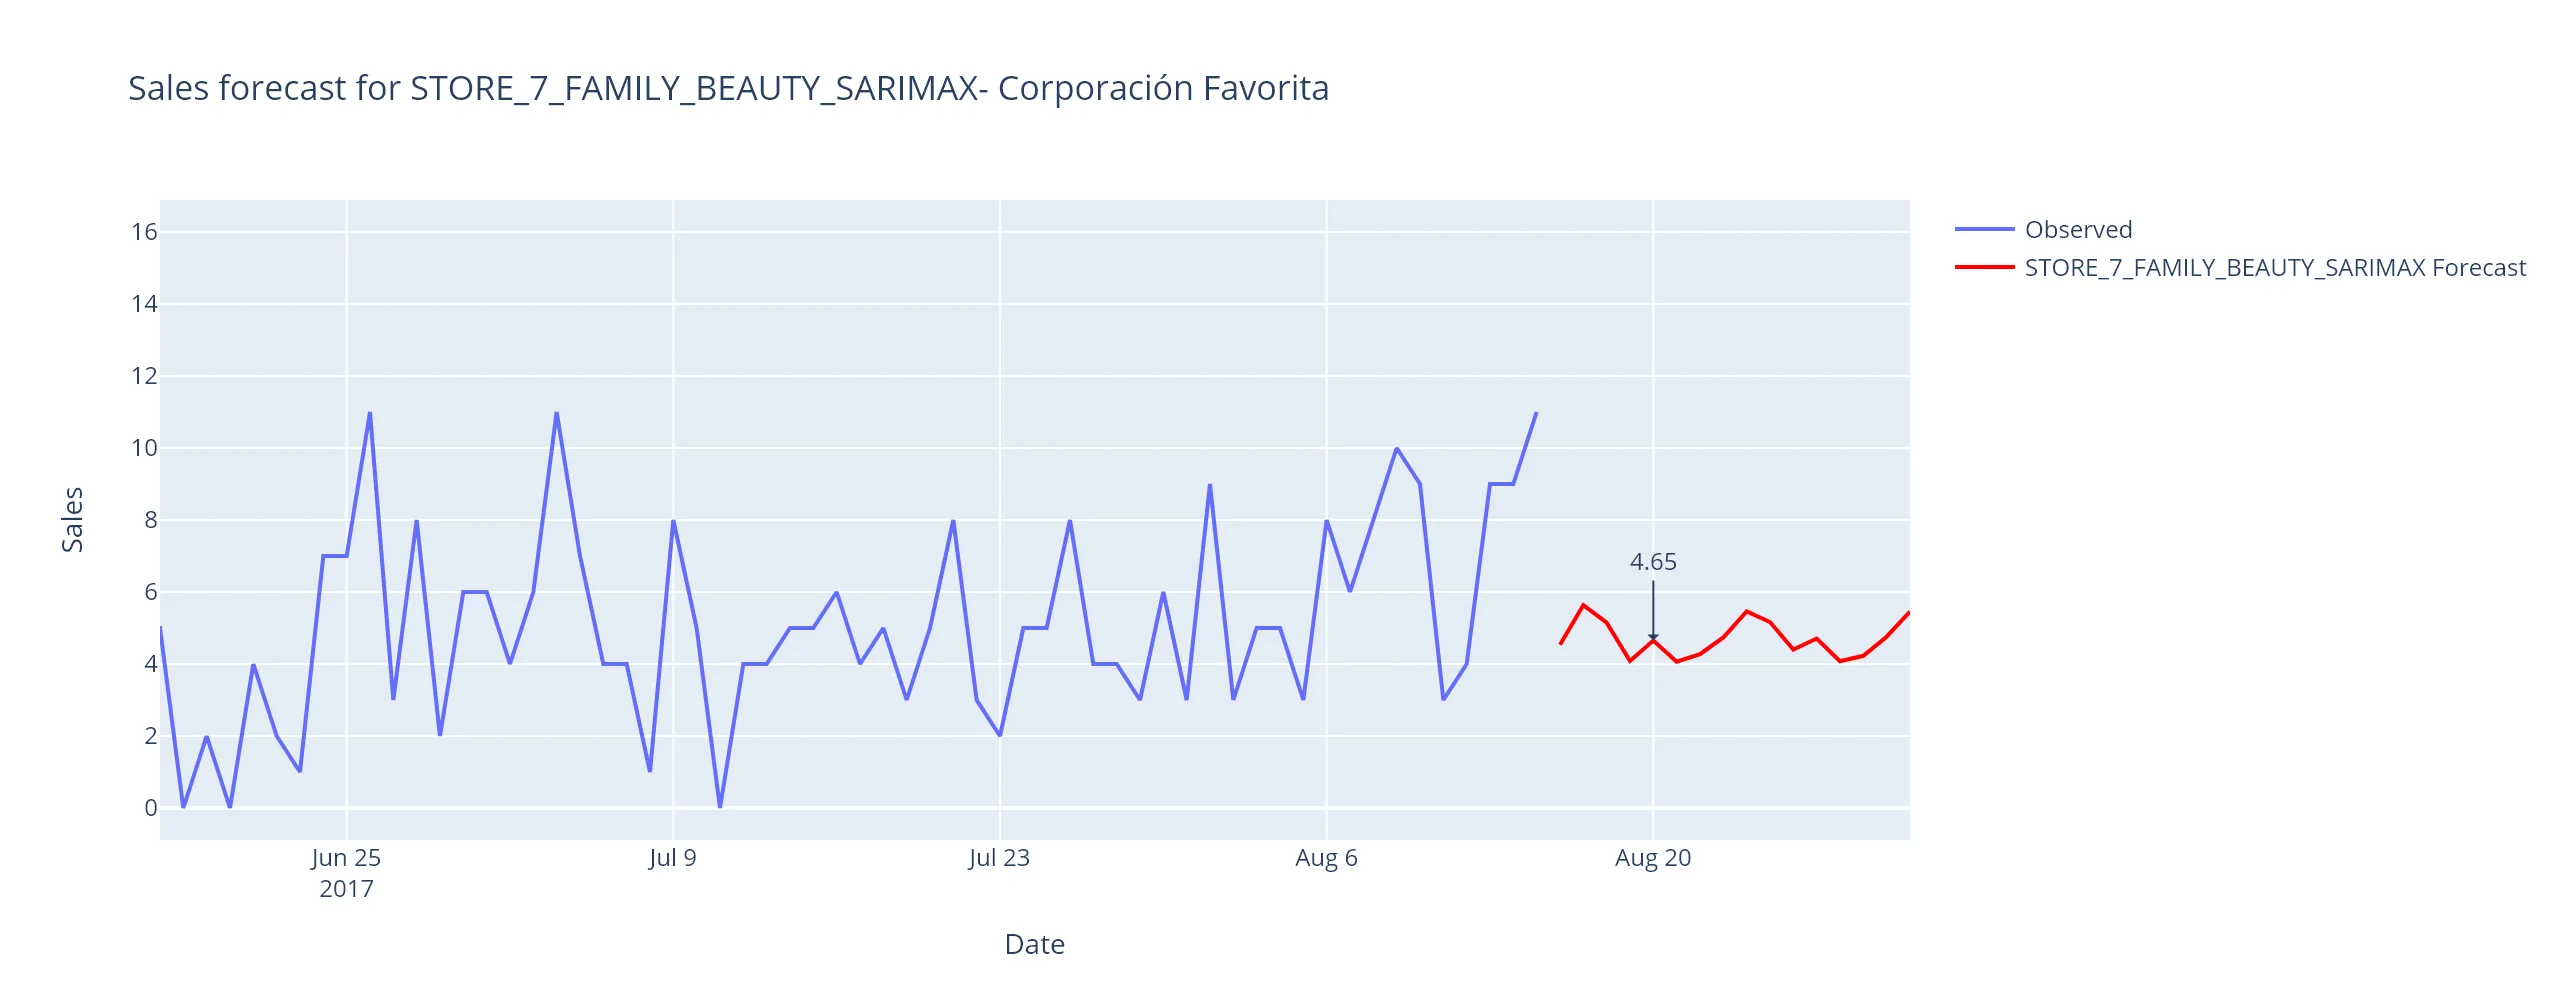 Sales forecast for STORE_7_FAMILY_BEAUTY_SARIMAX- Corporación Favorita
Observed
STORE_7_FAMILY_BEAUTY_SARIMAX Forecast
16
14
12
10
8
6
4
2
0
Sales
4.65
Jun 25
2017
Jul 9
Jul 23
Aug 6
Aug 20
Date